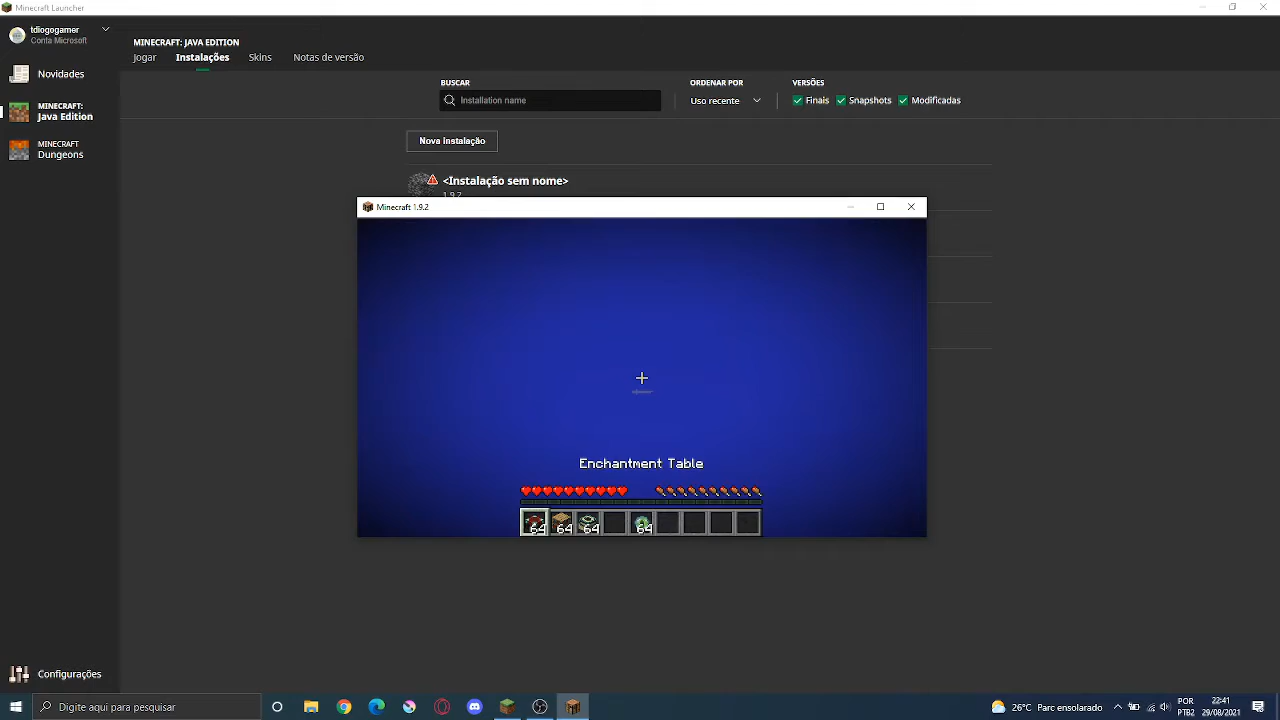 Minecraft Launcher
tdiogogamer
Conta Microsoft
MINECRAFT: JAVA EDITION
Jogar
Instalações
Skins
Notas de versão
Novidades
MINECRAFT:
Java Edition
MINECRAFT
Dungeons
BUSCAR
Installation name
ORDENAR POR
Uso recente
VERSÕES
Finais
Snapshots
Modificadas
Nova instalação
<Instalação sem nome>
1.9.2
Minecraft 1.9.2
Enchantment Table
64
64
64
64
Configurações
Digite aqui para pesquisar
26°C Parc ensolarado
POR
PTB2
22:41
29/08/2021